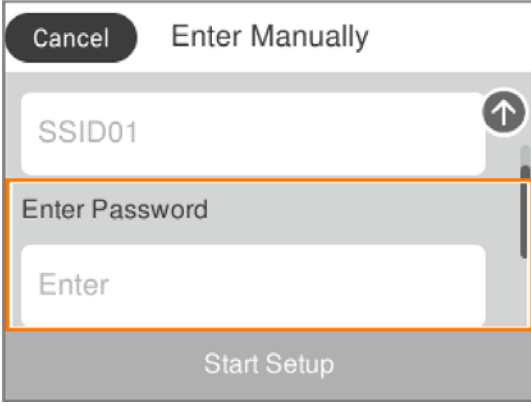 Cancel Enter Manually
SSID01
Enter Password
Enter
Start Setup